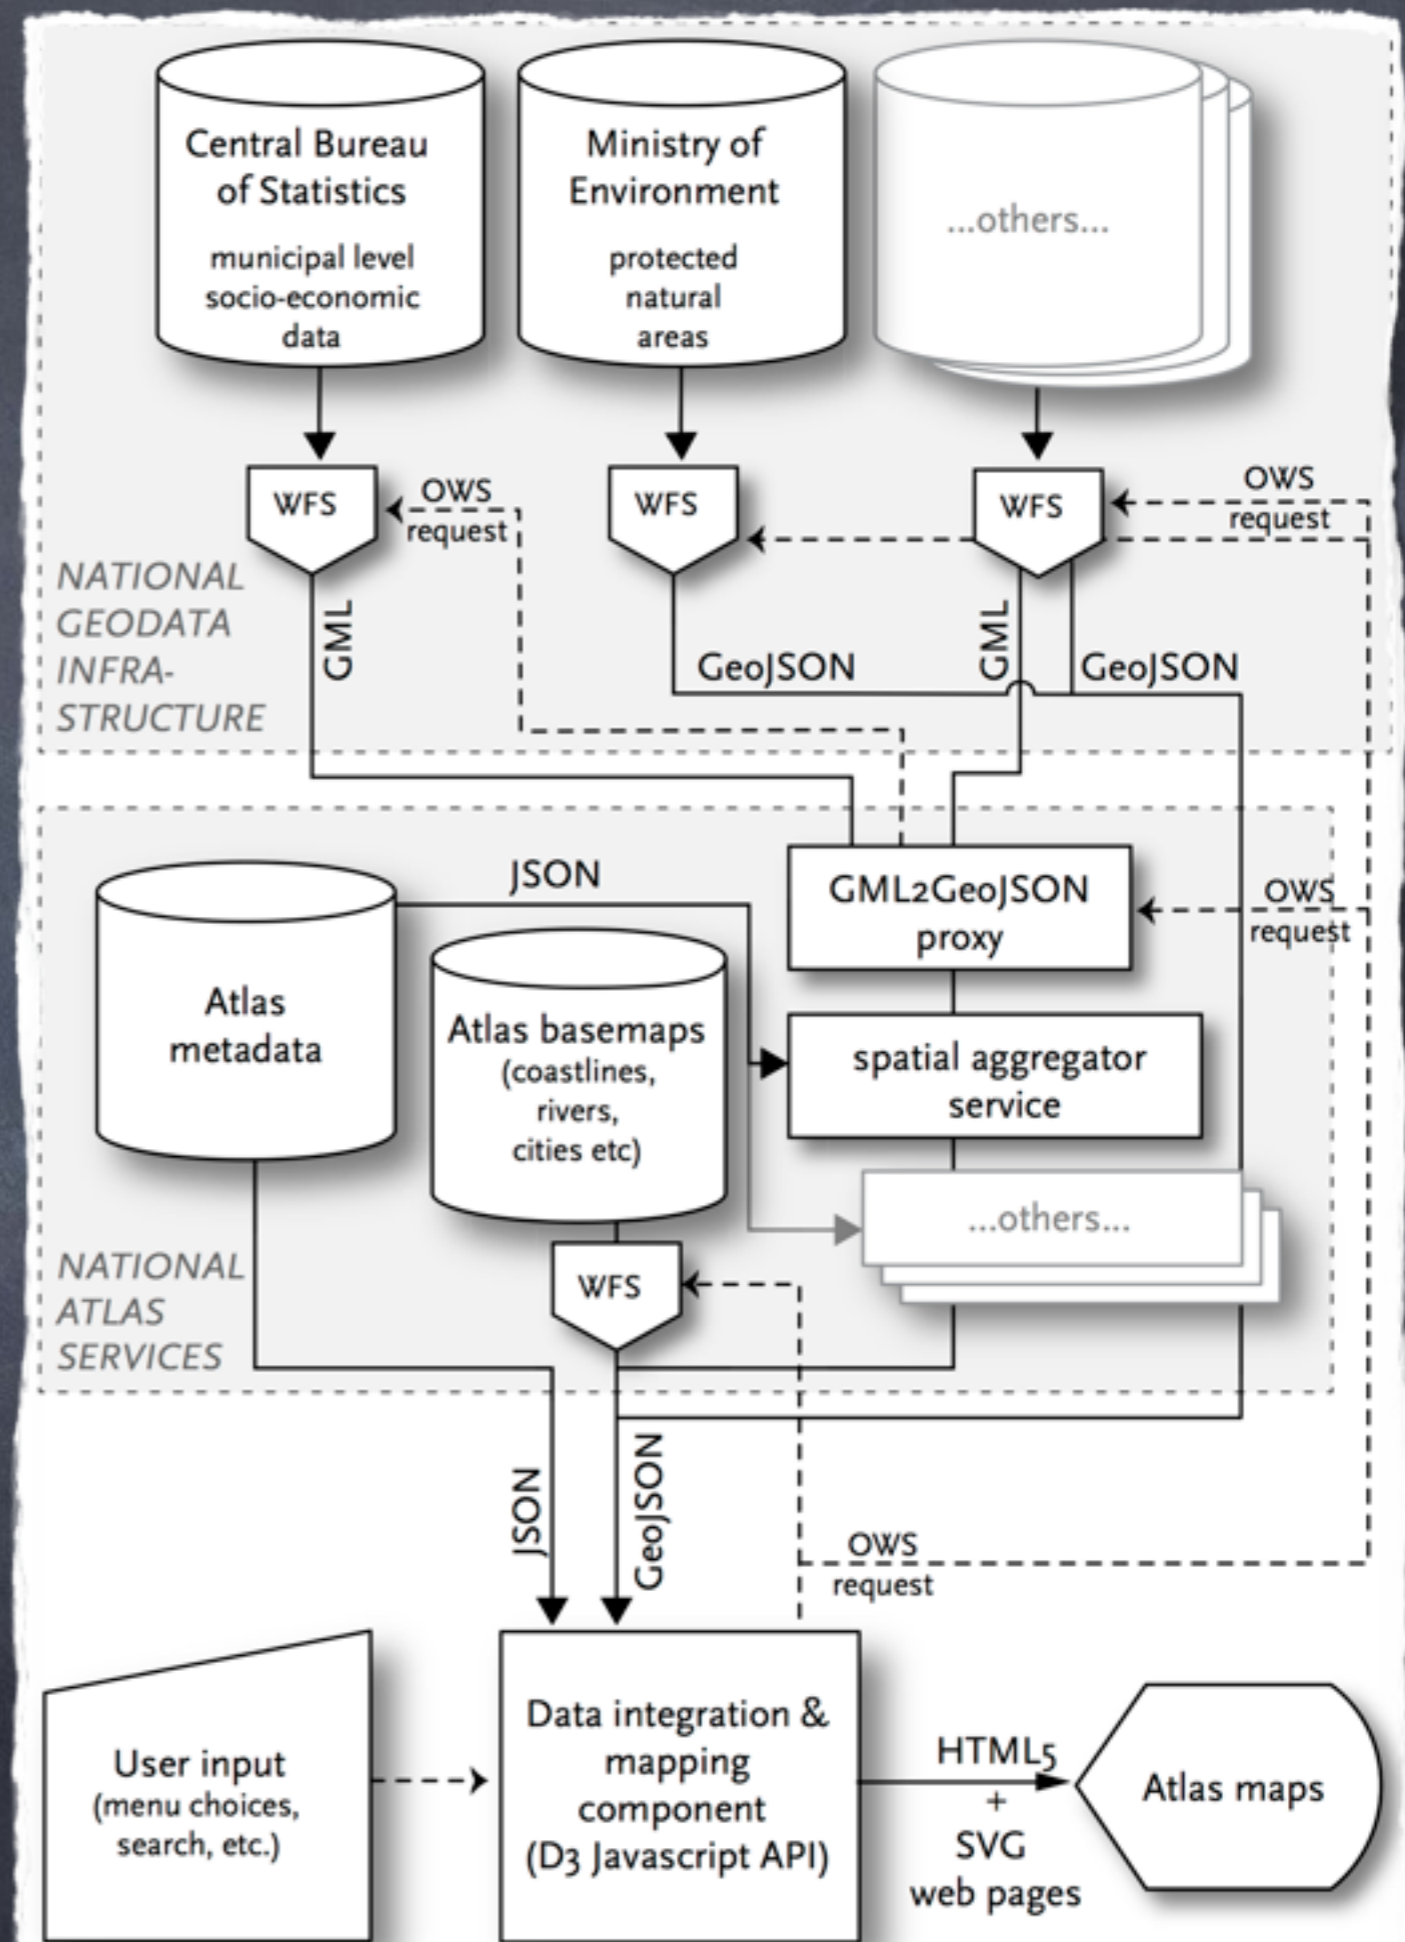 Central Bureau
of Statistics
municipal level
socio-economic
data
Ministry of
Environment
protected
natural
areas
...others...
WFS
OWS
request
WFS
WFS
OWS
request
NATIONAL
GEODATA
INFRA-
STRUCTURE
GML
GeoJSON
GML
GeoJSON
JSON
GML2GeoJSON
proxy
OWS
request
Atlas
metadata
Atlas basemaps
(coastlines,
rivers,
cities etc)
spatial aggregator
service
...others...
WFS
NATIONAL
ATLAS
SERVICES
JSON
GeoJSON
OWS
request
User input
(menu choices,
search, etc.)
Data integration &
mapping
component
(D3 Javascript API)
HTML5
+
SVG
web pages
Atlas maps